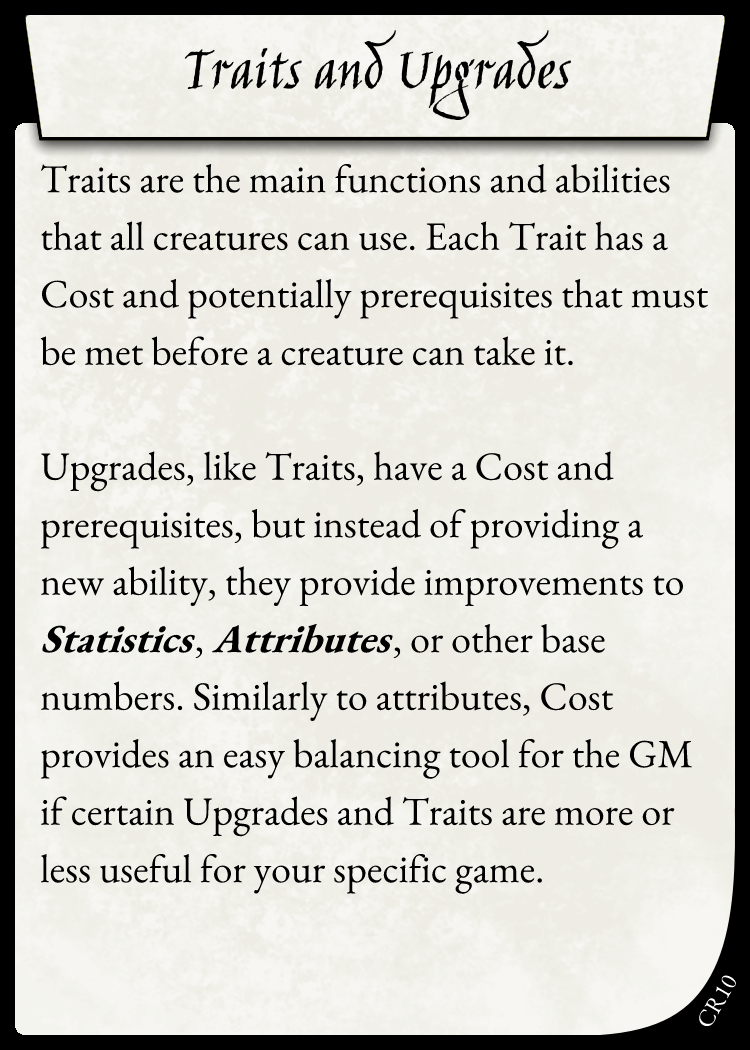 Traits and Upgrades
Traits are the main functions and abilities
that all creatures can use. Each Trait has a
Cost and potentially prerequisites that must
be met before a creature can take it.
Upgrades, like Traits, have a Cost and
prerequisites, but instead of providing a
new ability, they provide improvements to
Statistics, Attributes, or other base
numbers. Similarly to attributes, Cost
provides an easy balancing tool for the GM
if certain Upgrades and Traits are more or
less useful for your specific game.
CR10